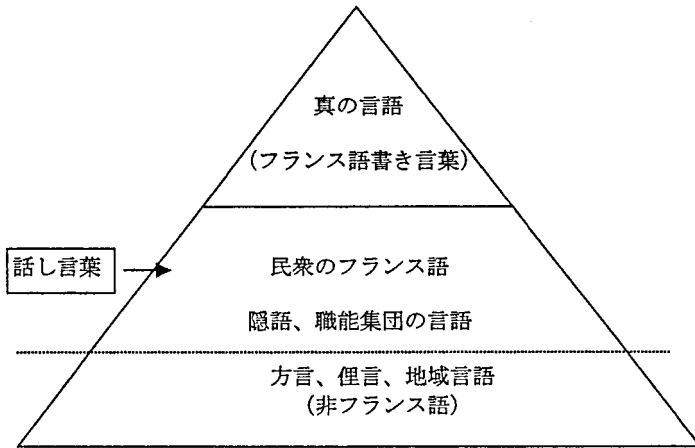 真の言語
(フランス語書き言葉)
話し言葉
民衆のフランス語
隠語、職能集団の言語
方言、俚言、地域言語
(非フランス語)